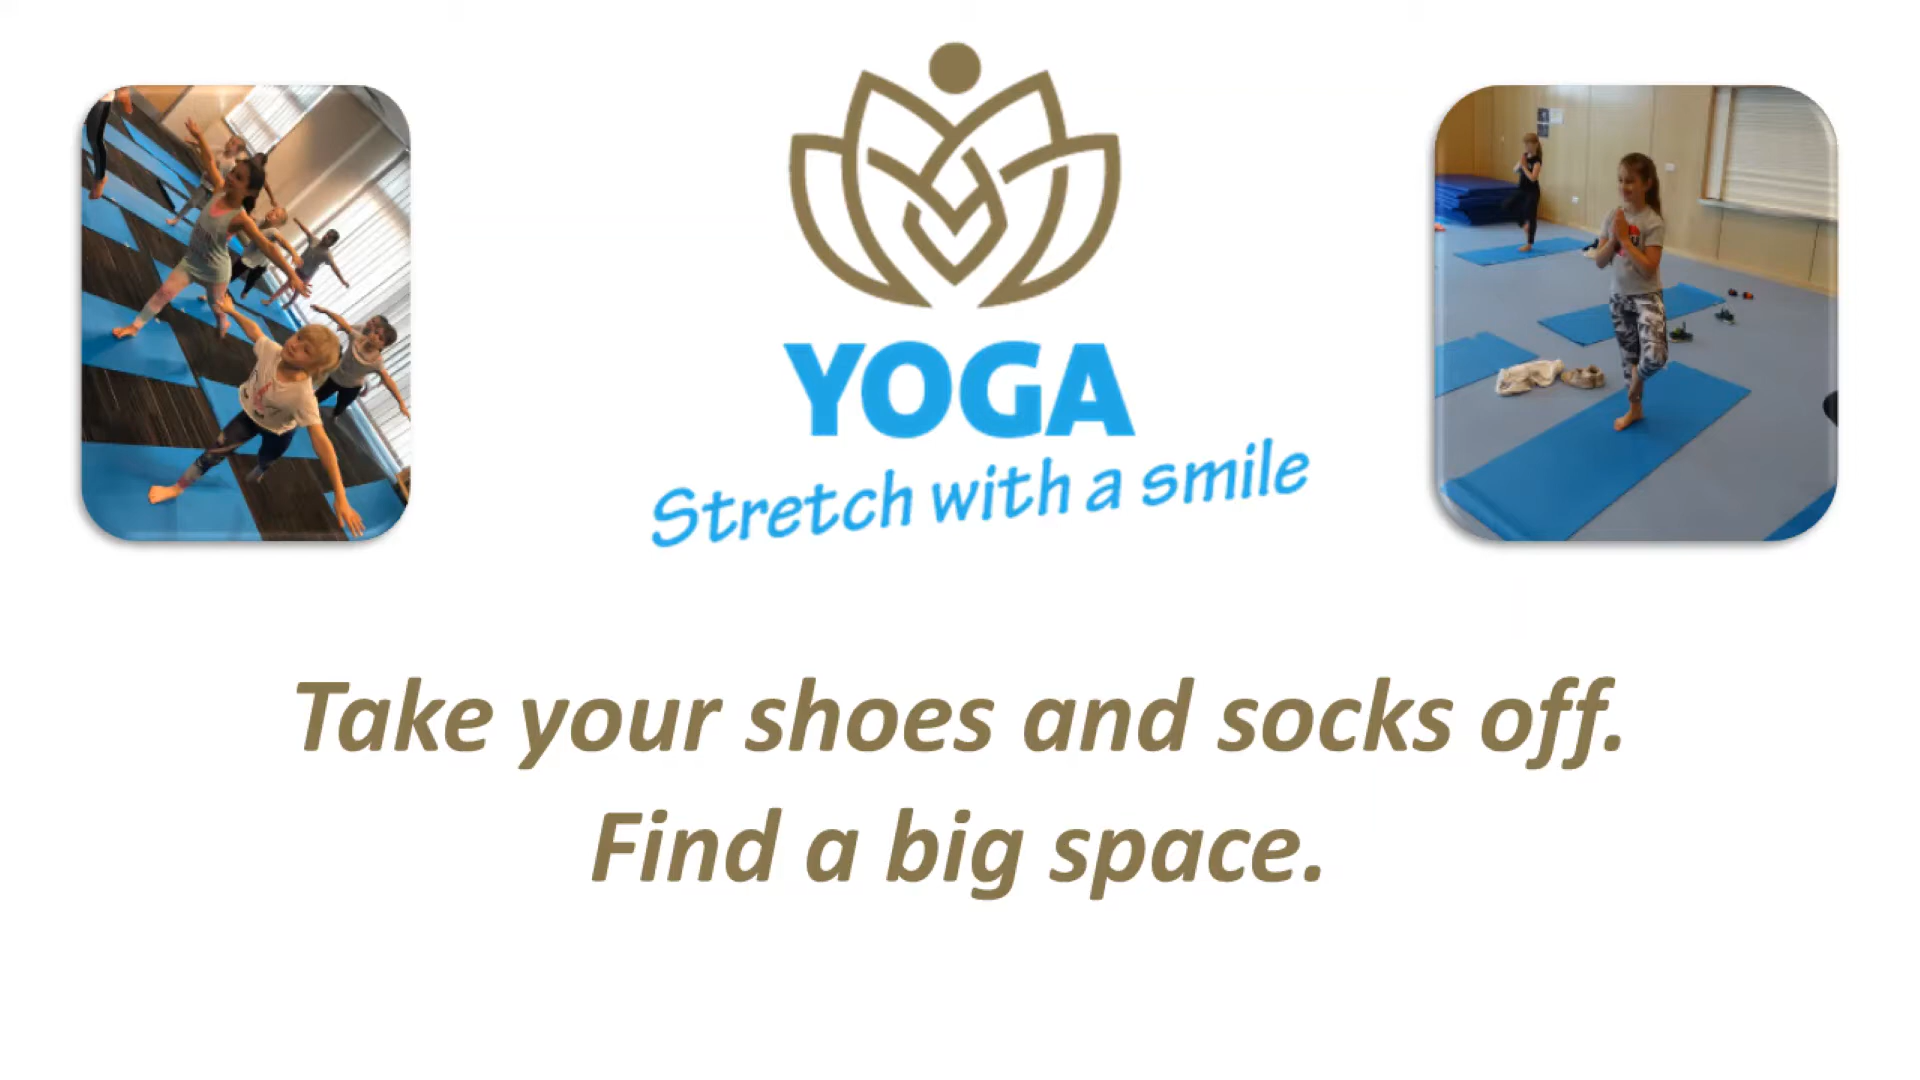 YOGA
Stretch with a smile
Take your shoes and socks off.
Find a big space.